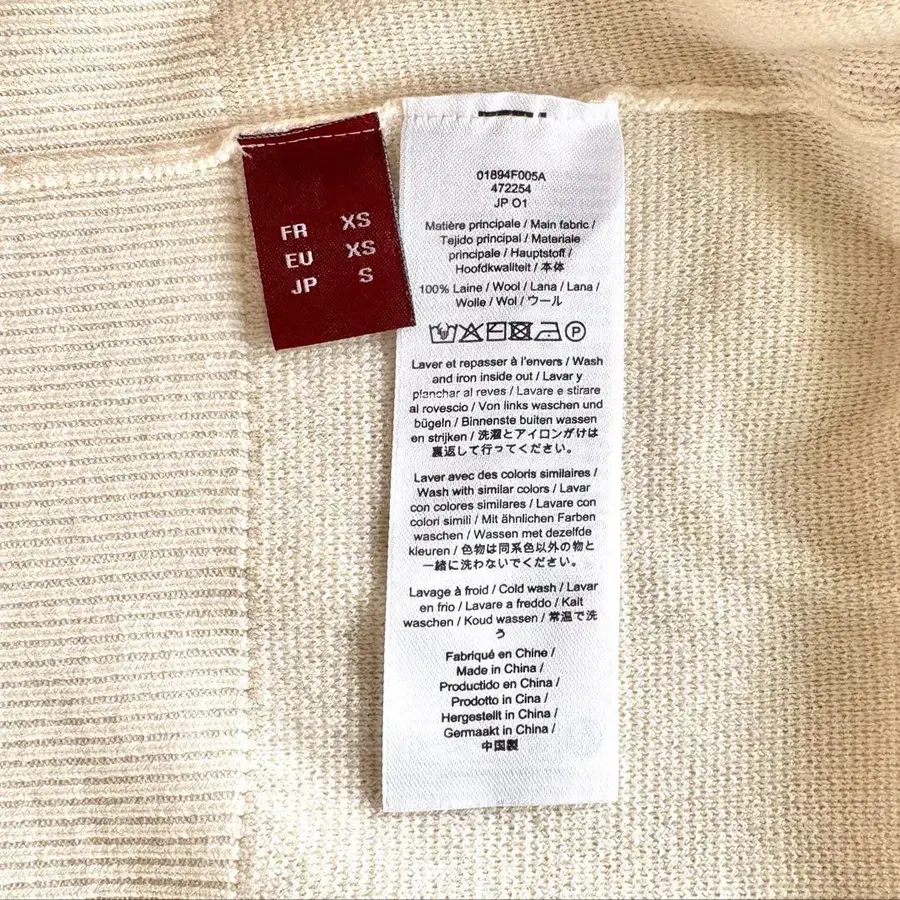 FR XS
EU XS
JP S
01894F005A
472254
JP O1
Matière principale / Main fabric /
Tejido principal / Materiale
principale / Hauptstoff /
Hoofdkwaliteit / 本体
100% Laine / Wool / Lana / Lana /
Wolle / Wol / ウール
P
Laver et repasser à l'envers / Wash
and iron inside out / Lavar y
planchar al reves / Lavare e stirare
al rovescio / Von links waschen und
bügeln / Binnenste buiten wassen
en strijken / 洗濯とアイロンがけは
裏返して行ってください。
Laver avec des coloris similaires /
Wash with similar colors / Lavar
con colores similares / Lavare con
colori simili / Mit ähnlichen Farben
waschen / Wassen met dezelfde
kleuren / 色物は同系色以外の物と
一緒に洗わないでください。
Lavage à froid / Cold wash / Lavar
en frio / Lavare a freddo / Kalt
waschen / Koud wassen / 常温で洗
う
Fabriqué en Chine /
Made in China /
Productido en China /
Prodotto in Cina /
Hergestellt in China /
Gemaakt in China /
中国製